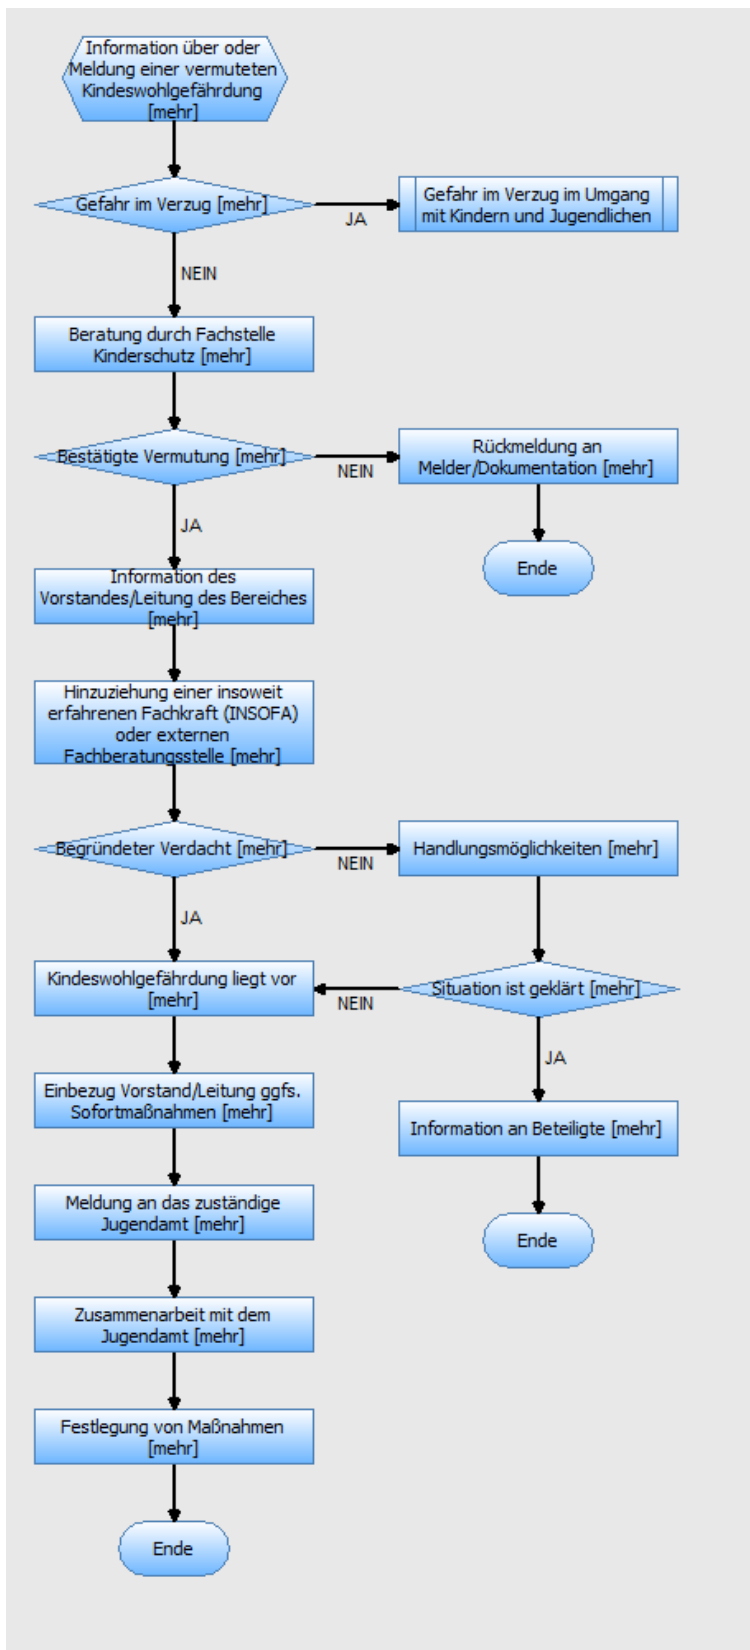 Information über oder
Meldung einer vermuteten
Kindeswohlgefährdung
[mehr]
Gefahr im Verzug [mehr]
JA
Gefahr im Verzug im Umgang
mit Kindern und Jugendlichen
NEIN
Beratung durch Fachstelle
Kinderschutz [mehr]
Bestätigte Vermutung [mehr]
NEIN
Rückmeldung an
Melder/Dokumentation [mehr]
JA
Ende
Information des
Vorstandes/Leitung des Bereiches
[mehr]
Hinzuziehung einer insoweit
erfahrenen Fachkraft (INSOFA)
oder externen
Fachberatungsstelle [mehr]
Begründeter Verdacht [mehr]
NEIN
Handlungsmöglichkeiten [mehr]
JA
Kindeswohlgefährdung liegt vor
[mehr]
NEIN
Situation ist geklärt [mehr]
JA
Einbezug Vorstand/Leitung ggfs.
Sofortmaßnahmen [mehr]
Information an Beteiligte [mehr]
Meldung an das zuständige
Jugendamt [mehr]
Ende
Zusammenarbeit mit dem
Jugendamt [mehr]
Festlegung von Maßnahmen
[mehr]
Ende